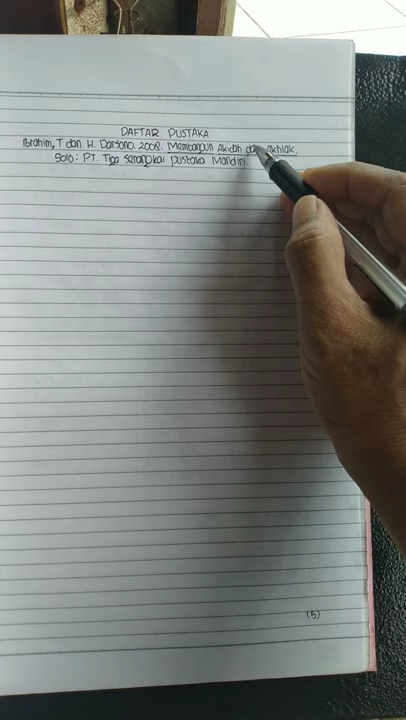 DAFTAR PUSTAKA
Ibrahim, T dan H. Darsono. 2008. Membangun Akidah dan Akhlak.
Solo: PT. Tiga Serangkai Pustaka Mandiri.
(5)